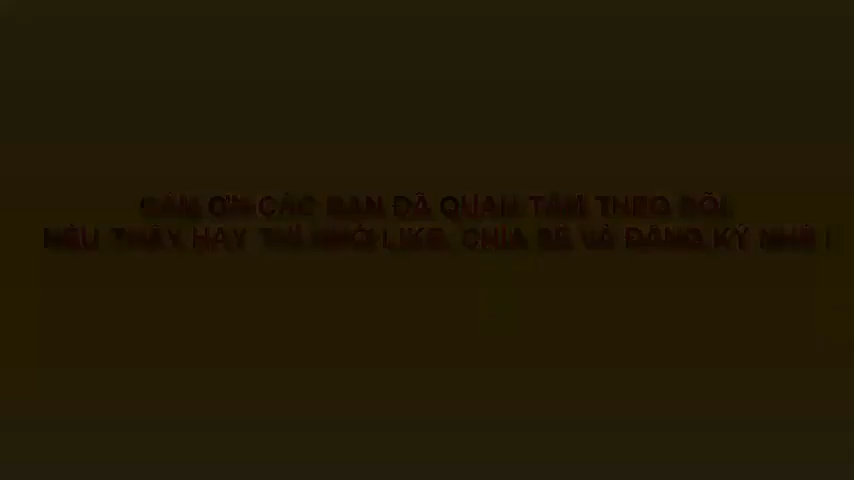 CÁM ƠN CÁC BẠN ĐÃ QUAN TÂM THEO DÕI
NẾU THẤY HAY THÌ NHỚ LIKE, CHIA SẺ VÀ ĐĂNG KÝ NHÉ !